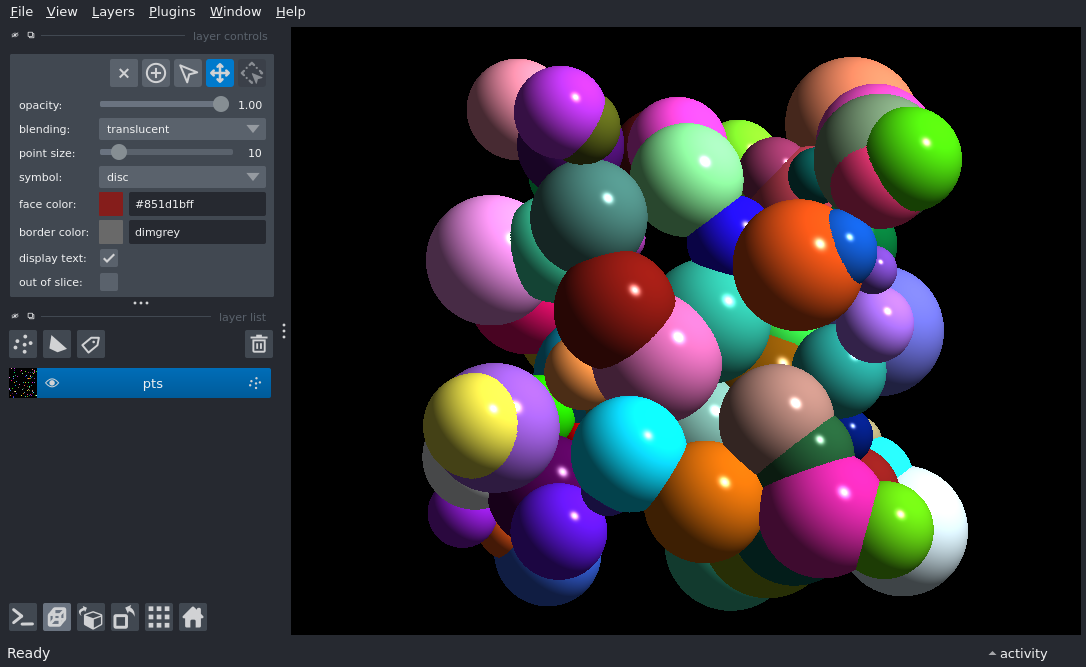 File View Layers Plugins Window Help
layer controls
opacity: 1.00
blending: translucent
point size: 10
symbol: disc
face color: #851d1bff
border color: dimgrey
display text:
out of slice:
layer list
pts
Ready
activity